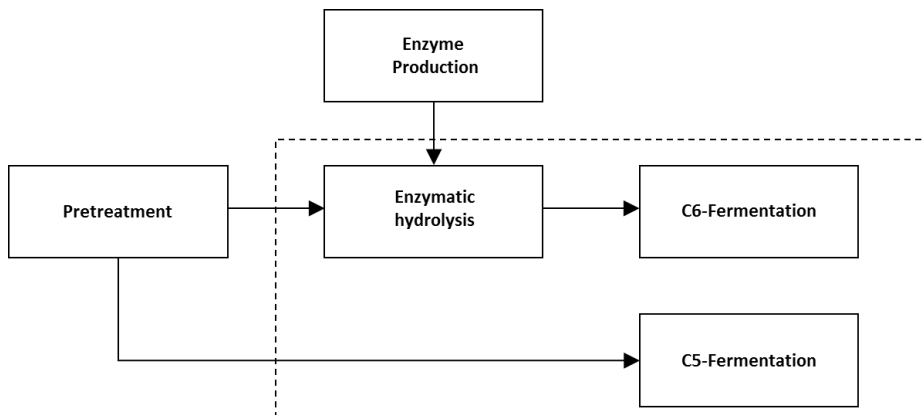 Enzyme
Production
Pretreatment
Enzymatic
hydrolysis
C6-Fermentation
C5-Fermentation